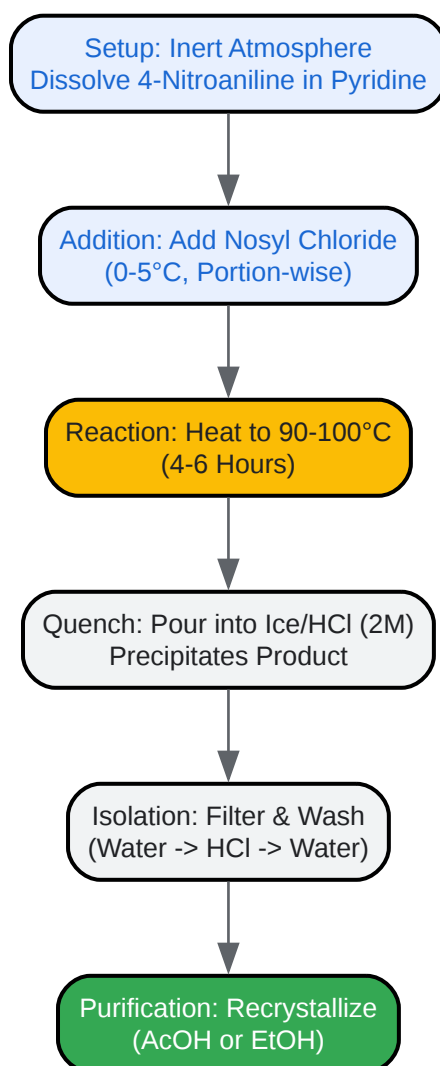 Setup: Inert Atmosphere
Dissolve 4-Nitroaniline in Pyridine
Addition: Add Nosyl Chloride
(0-5°C, Portion-wise)
Reaction: Heat to 90-100°C
(4-6 Hours)
Quench: Pour into Ice/HCl (2M)
Precipitates Product
Isolation: Filter & Wash
(Water -> HCl -> Water)
Purification: Recrystallize
(AcOH or EtOH)